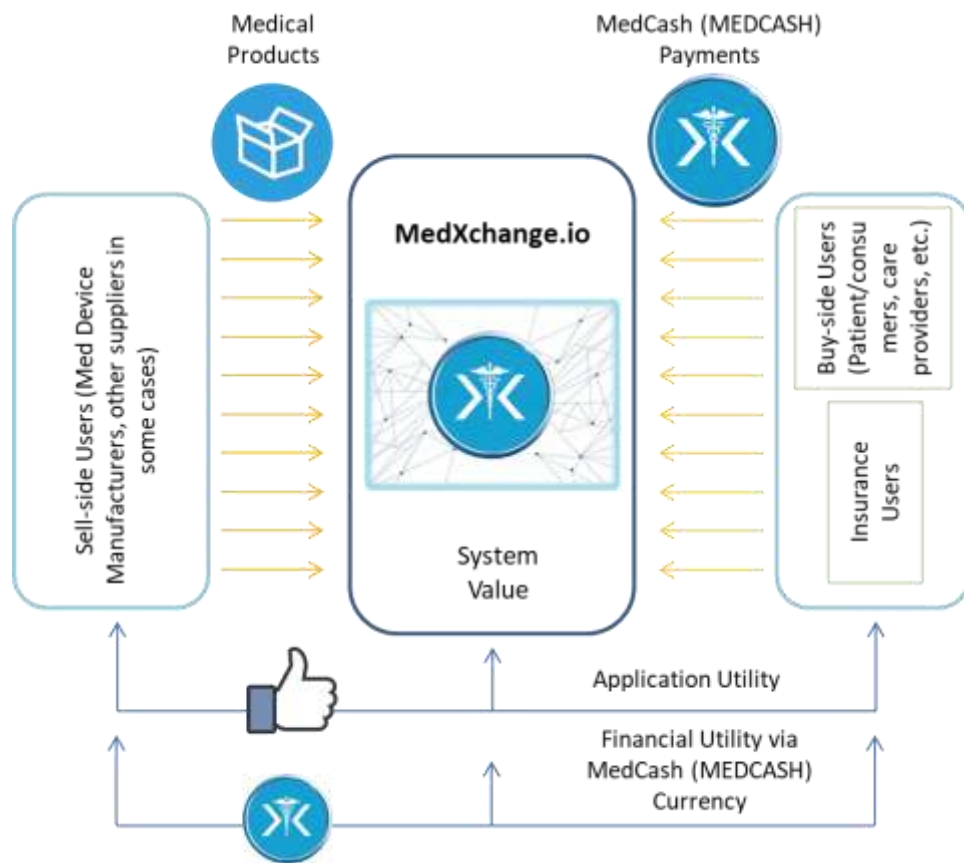 Medical
Products
MedCash (MEDCASH)
Payments
Sell-side Users (Med Device
Manufacturers, other suppliers in
some cases)
MedXchange.io
System
Value
Buy-side Users
(Patient/consu
mers, care
providers, etc.)
Insurance
Users
Application Utility
Financial Utility via
MedCash (MEDCASH)
Currency